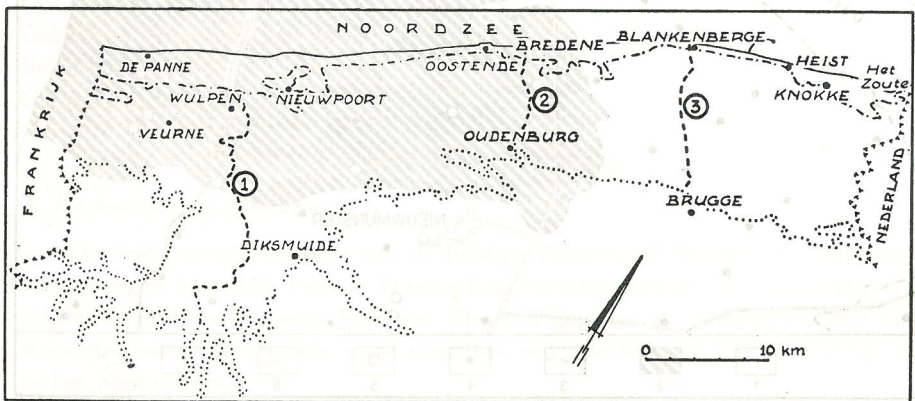 NOORDZEE
BLANKENBERGE
BREDENE
DE PANNE
OOSTENDE
HEIST
Het Zoute
WULPEN
NIEUWPOORT
KNOKKE
FRANKRIJK
VEURNE
OUDENBURG
1
2
3
BRUGGE
NEDERLAND
DIKSMUIDE
0 10 km